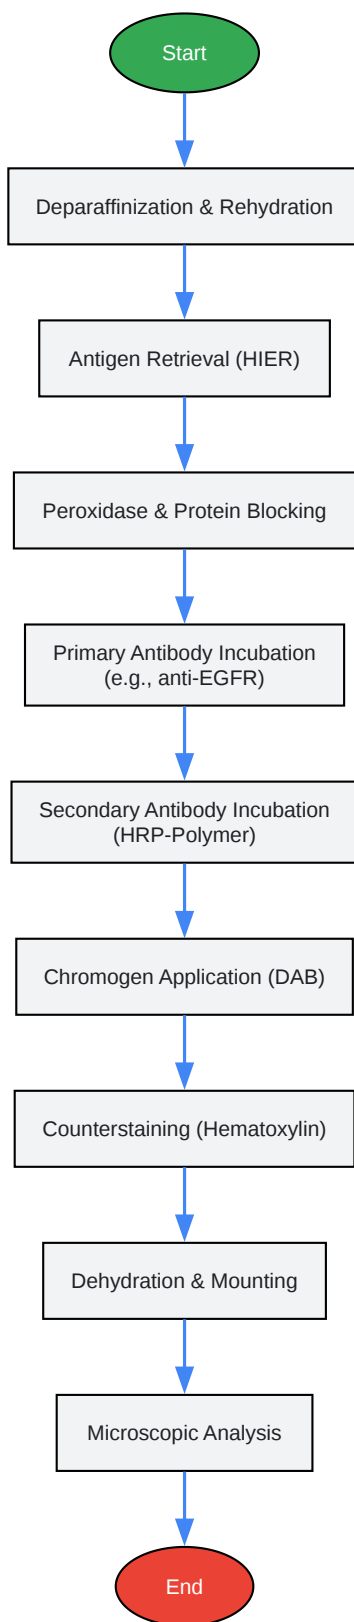 Start
Deparaffinization & Rehydration
Antigen Retrieval (HIER)
Peroxidase & Protein Blocking
Primary Antibody Incubation
(e.g., anti-EGFR)
Secondary Antibody Incubation
(HRP-Polymer)
Chromogen Application (DAB)
Counterstaining (Hematoxylin)
Dehydration & Mounting
Microscopic Analysis
End